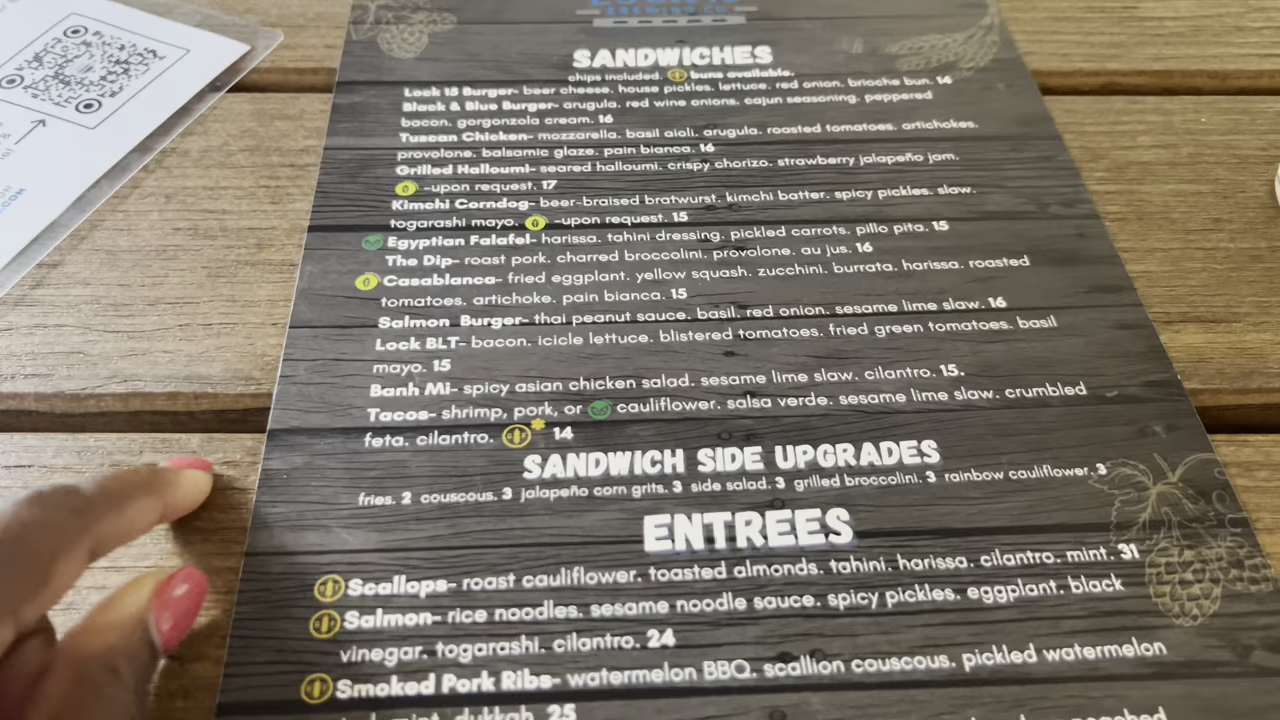 BREWING CO
SANDWICHES
chips included. buns available.
Lock 15 Burger- beer cheese. house pickles. lettuce. red onion. brioche bun. 14
Black & Blue Burger- arugula. red wine onions. cajun seasoning. peppered
bacon. gorgonzola cream. 16
Tuscan Chicken- mozzarella. basil aioli. arugula. roasted tomatoes. artichokes.
provolone. balsamic glaze. pain bianca. 16
Grilled Halloumi- seared halloumi. crispy chorizo. strawberry jalapeño jam.
-upon request. 17
Kimchi Corndog- beer-braised bratwurst. kimchi batter. spicy pickles. slaw.
togarashi mayo. -upon request. 15
Egyptian Falafel- harissa. tahini dressing. pickled carrots. pillo pita. 15
The Dip- roast pork. charred broccolini. provolone. au jus. 16
Casablanca- fried eggplant. yellow squash. zucchini. burrata. harissa. roasted
tomatoes. artichoke. pain bianca. 15
Salmon Burger- thai peanut sauce. basil. red onion. sesame lime slaw. 16
Lock BLT- bacon. icicle lettuce. blistered tomatoes. fried green tomatoes. basil
mayo. 15
Banh Mi- spicy asian chicken salad. sesame lime slaw. cilantro. 15.
Tacos- shrimp, pork, or cauliflower. salsa verde. sesame lime slaw. crumbled
feta. cilantro. * 14
SANDWICH SIDE UPGRADES
fries. 2 couscous. 3 jalapeño corn grits. 3 side salad. 3 grilled broccolini. 3 rainbow cauliflower. 3
ENTREES
Scallops- roast cauliflower. toasted almonds. tahini. harissa. cilantro. mint. 31
Salmon- rice noodles. sesame noodle sauce. spicy pickles. eggplant. black
vinegar. togarashi. cilantro. 24
Smoked Pork Ribs- watermelon BBQ. scallion couscous. pickled watermelon
mint. dukkah. 25